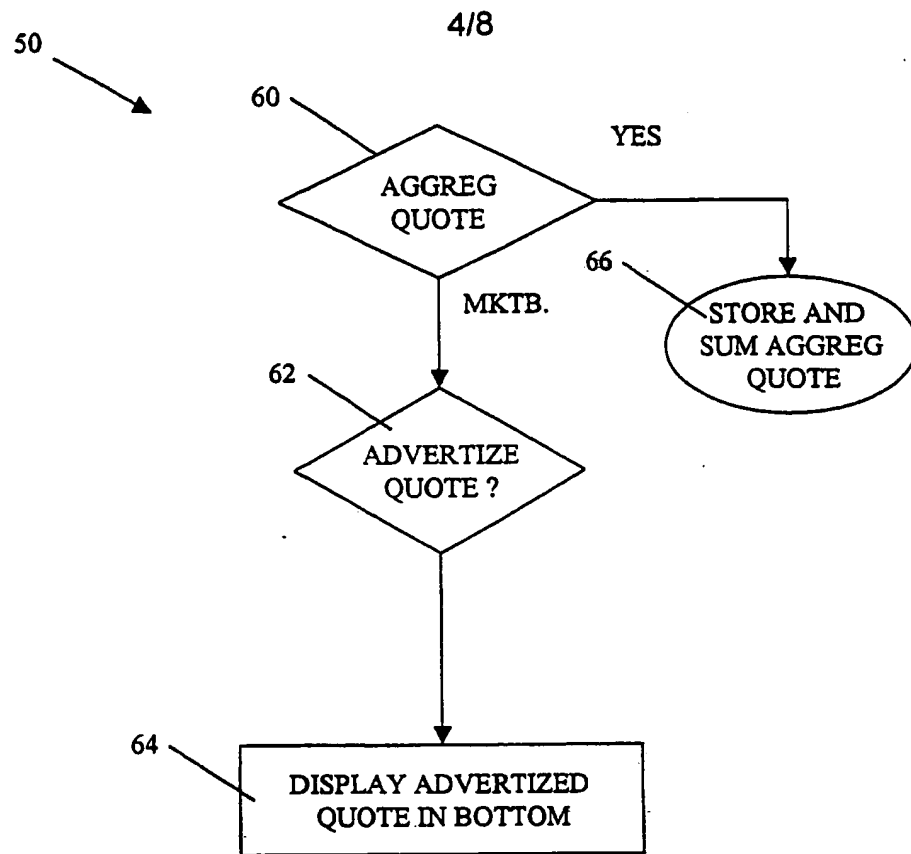 4/8
50
60
YES
AGGREG
QUOTE
66
MKTB.
STORE AND
SUM AGGREG
QUOTE
62
ADVERTIZE
QUOTE ?
64
DISPLAY ADVERTIZED
QUOTE IN BOTTOM